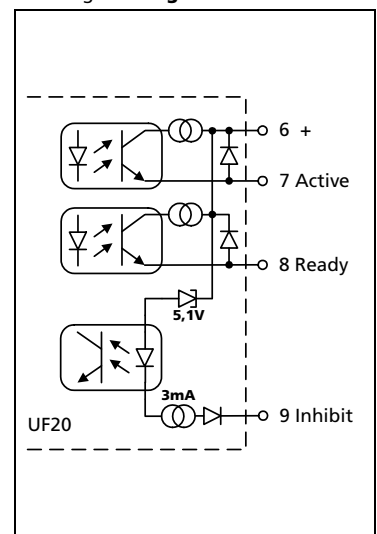 6 +
7 Active
8 Ready
5,1V
3mA
9 Inhibit
UF20